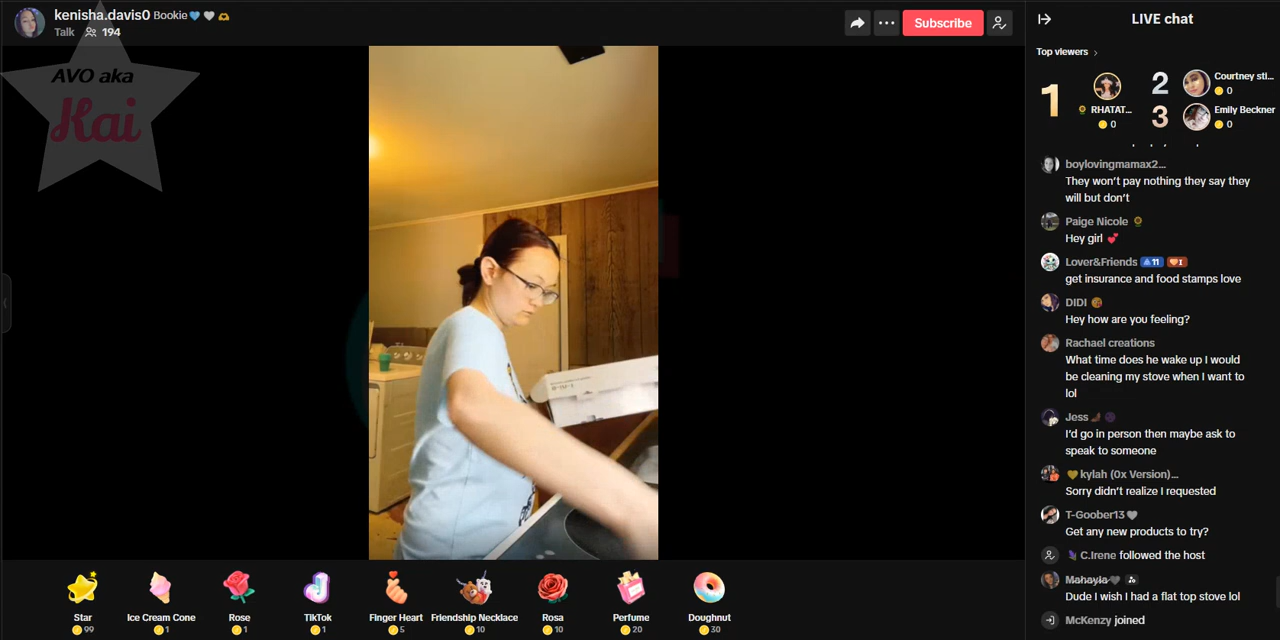 kenisha.davis0 Bookie
Talk 194
Subscribe
AVO aka
Kai
LIVE chat
Top viewers
1
RHATAT...
0
2
Courtney sti...
0
3
Emily Beckner
0
boylovingmamax2...
They won't pay nothing they say they
will but don't
Paige Nicole
Hey girl
Lover&Friends 11 I
get insurance and food stamps love
DIDI
Hey how are you feeling?
Rachael creations
What time does he wake up I would
be cleaning my stove when I want to
lol
Jess
I'd go in person then maybe ask to
speak to someone
kylah (0x Version)...
Sorry didn't realize I requested
T-Goober13
Get any new products to try?
C.Irene followed the host
Mahayla
Dude I wish I had a flat top stove lol
McKenzy joined
Star
99
Ice Cream Cone
1
Rose
1
TikTok
1
Finger Heart
5
Friendship Necklace
10
Rosa
10
Perfume
20
Doughnut
30